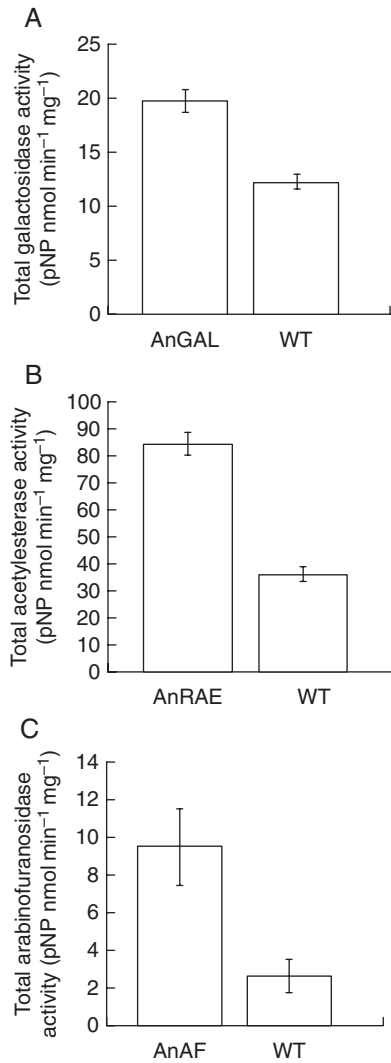 A
Total galactosidase activity
(pNP nmol min⁻¹ mg⁻¹)
25
20
15
10
5
0
AnGAL WT
B
Total acetylesterase activity
(pNP nmol min⁻¹ mg⁻¹)
100
90
80
70
60
50
40
30
20
10
0
AnRAE WT
C
Total arabinofuranosidase
activity (pNP nmol min⁻¹ mg⁻¹)
14
12
10
8
6
4
2
0
AnAF WT